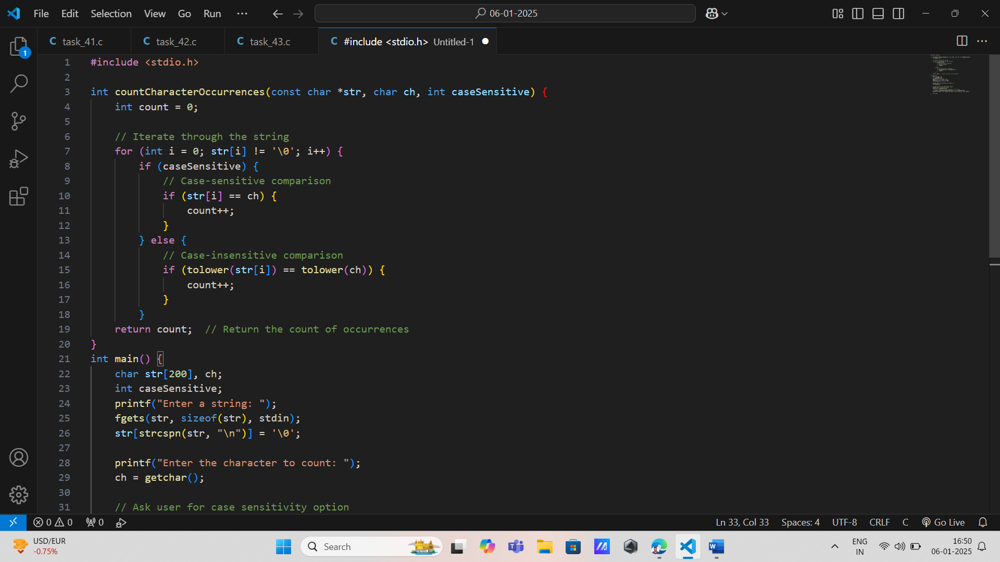 File Edit Selection View Go Run ··· 06-01-2025
C task_41.c C task_42.c C task_43.c C #include <stdio.h> Untitled-1
1
1 #include <stdio.h>
2
3 int countCharacterOccurrences(const char *str, char ch, int caseSensitive) {
4     int count = 0;
5
6     // Iterate through the string
7     for (int i = 0; str[i] != '\0'; i++) {
8         if (caseSensitive) {
9             // Case-sensitive comparison
10             if (str[i] == ch) {
11                 count++;
12             }
13         } else {
14             // Case-insensitive comparison
15             if (tolower(str[i]) == tolower(ch)) {
16                 count++;
17             }
18         }
19     return count;  // Return the count of occurrences
20 }
21 int main() {
22     char str[200], ch;
23     int caseSensitive;
24     printf("Enter a string: ");
25     fgets(str, sizeof(str), stdin);
26     str[strcspn(str, "\n")] = '\0';
27
28     printf("Enter the character to count: ");
29     ch = getchar();
30
31     // Ask user for case sensitivity option
0 0 0 Ln 33, Col 33 Spaces: 4 UTF-8 CRLF C Go Live
USD/EUR
-0.75%
Search
ENG
IN
16:50
06-01-2025